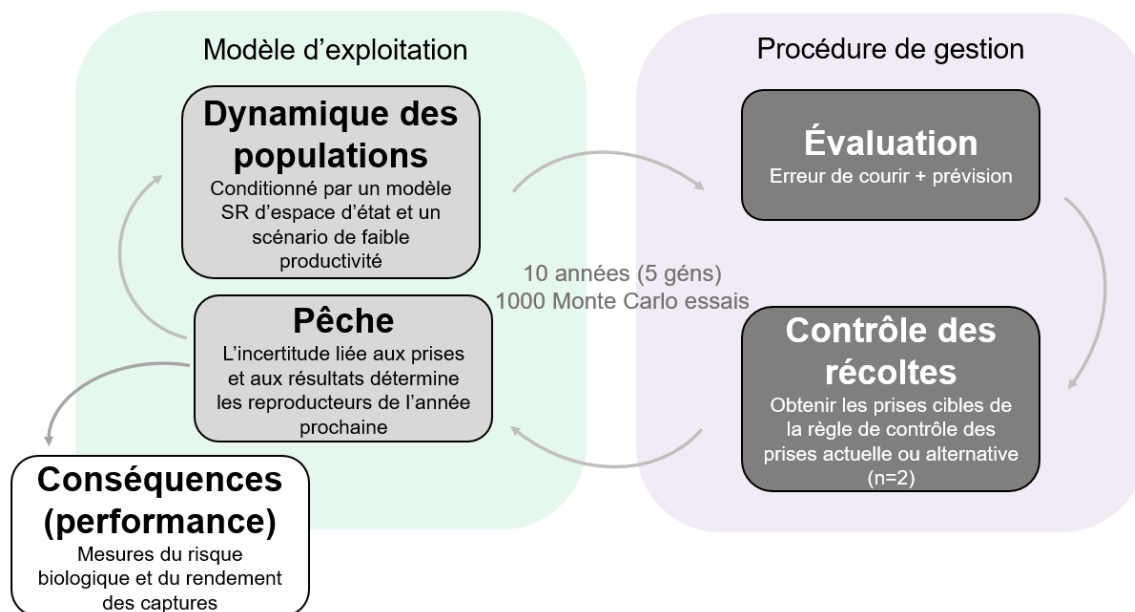 Modèle d’exploitation
Dynamique des
populations
Conditionné par un modèle
SR d’espace d’état et un
scénario de faible
productivité
Pêche
L’incertitude liée aux prises
et aux résultats détermine
les reproducteurs de l’année
prochaine
Conséquences
(performance)
Mesures du risque
biologique et du rendement
des captures
10 années (5 géns)
1000 Monte Carlo essais
Procédure de gestion
Évaluation
Erreur de courir + prévision
Contrôle des
récoltes
Obtenir les prises cibles de
la règle de contrôle des
prises actuelle ou alternative
(n=2)